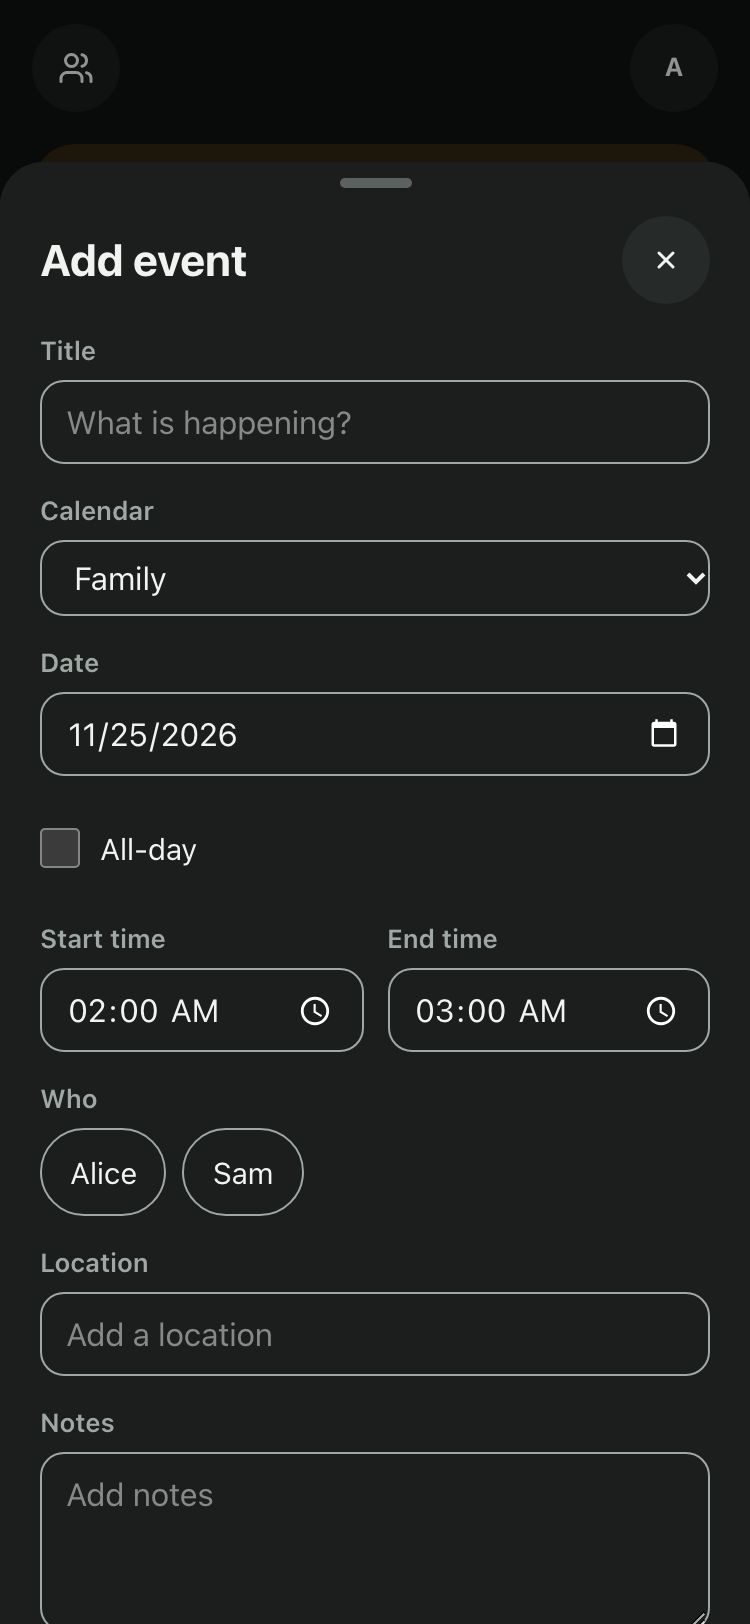 A
Add event
Title
What is happening?
Calendar
Family
Date
11/25/2026
All-day
Start time
End time
02:00 AM
03:00 AM
Who
Alice
Sam
Location
Add a location
Notes
Add notes